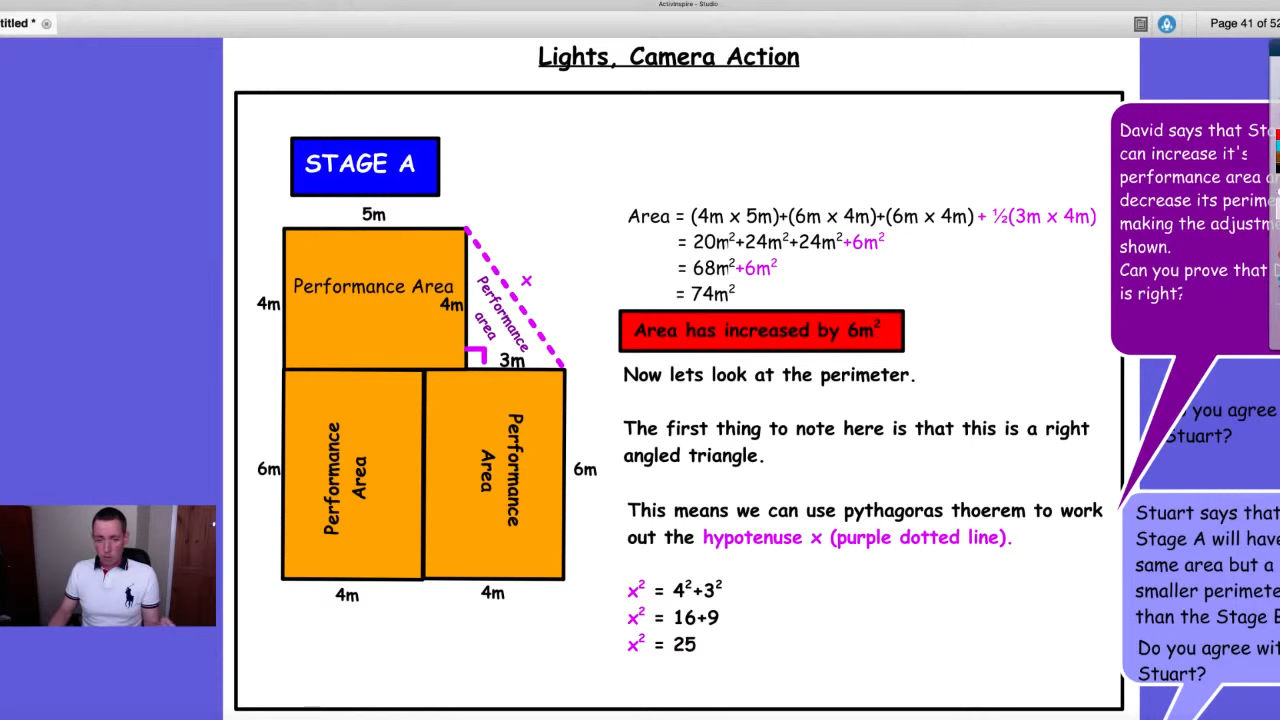 ActivInspire - Studio
titled *
Page 41 of 52
Lights, Camera Action
STAGE A
5m
Performance Area
4m
4m
x
Performance
area
3m
Performance
Area
Performance
Area
6m
6m
4m
4m
Area = (4m x 5m)+(6m x 4m)+(6m x 4m) + ½(3m x 4m)
= 20m²+24m²+24m²+6m²
= 68m²+6m²
= 74m²
Area has increased by 6m²
Now lets look at the perimeter.
The first thing to note here is that this is a right
angled triangle.
This means we can use pythagoras thoerem to work
out the hypotenuse x (purple dotted line).
x² = 4²+3²
x² = 16+9
x² = 25
David says that
can increase it's
performance area
decrease its
making the
shown.
Can you prove that
is right?
you agree
Stuart?
Stuart says that
Stage A will have
same area but a
smaller
than the Stage
Do you agree
Stuart?